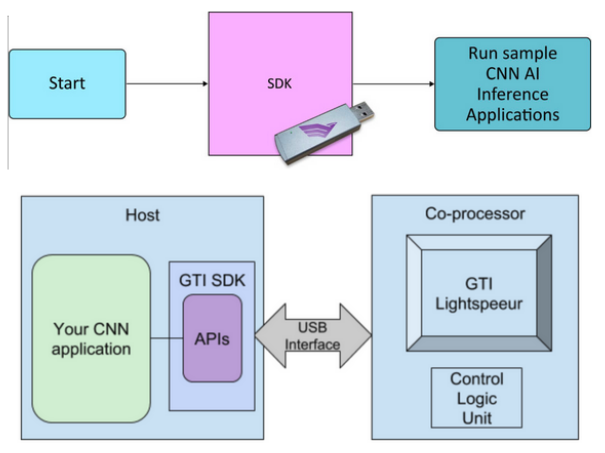 Start
SDK
Run sample
CNN AI
Inference
Applications
Host
Your CNN
application
GTI SDK
APIs
USB
Interface
Co-processor
GTI
Lightspeeur
Control
Logic
Unit